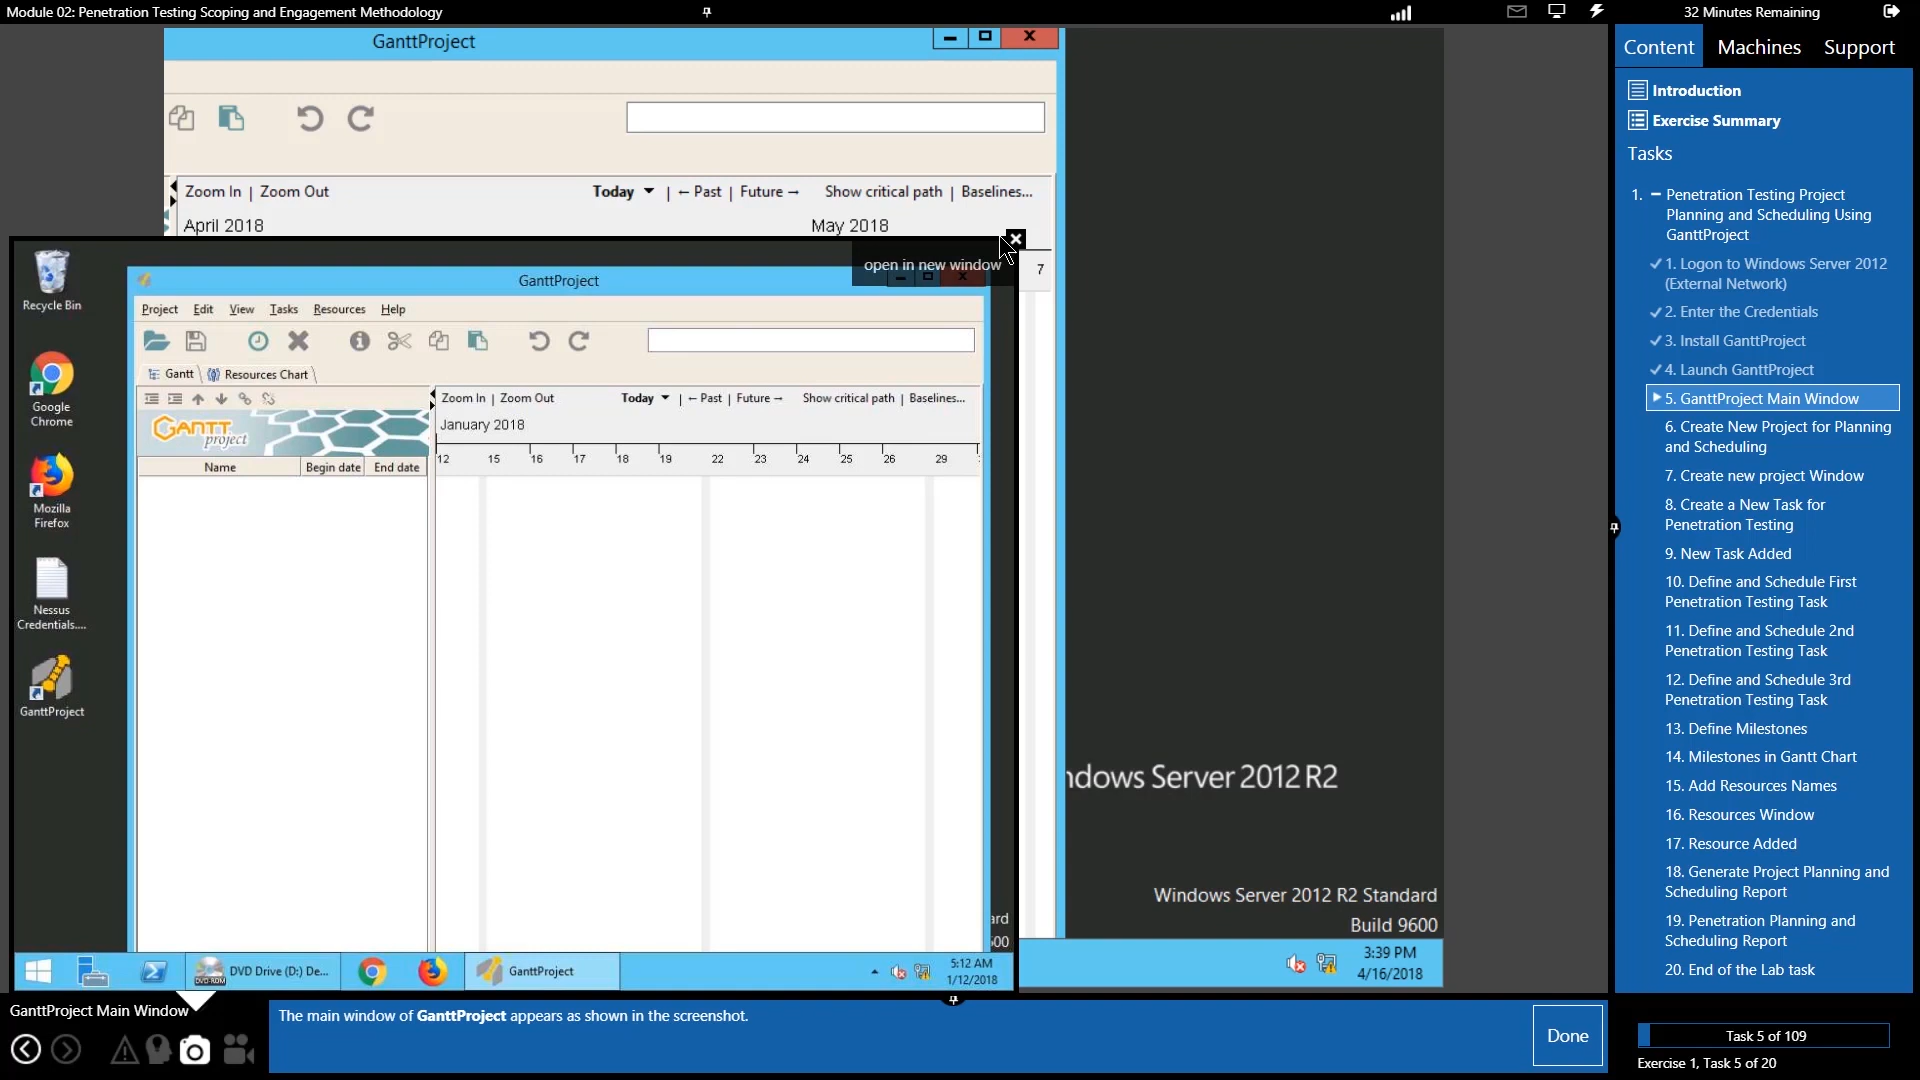 Module 02: Penetration Testing Scoping and Engagement Methodology
32 Minutes Remaining
GanttProject
Zoom In | Zoom Out
Today | ←Past | Future→
Show critical path | Baselines...
April 2018
May 2018
7
open in new window
Recycle Bin
Google
Chrome
Mozilla
Firefox
Nessus
Credentials....
GanttProject
GanttProject
Project Edit View Tasks Resources Help
Gantt
Resources Chart
Zoom In | Zoom Out
Today | ←Past | Future→
Show critical path | Baselines...
GANTT
project
January 2018
Name
Begin date
End date
12 15 16 17 18 19 22 23 24 25 26 29
ndows Server 2012 R2
Windows Server 2012 R2 Standard
Build 9600
ard
600
DVD-ROM
DVD Drive (D:) De...
GanttProject
5:12 AM
1/12/2018
3:39 PM
4/16/2018
Content
Machines
Support
Introduction
Exercise Summary
Tasks
1. Penetration Testing Project
Planning and Scheduling Using
GanttProject
1. Logon to Windows Server 2012
(External Network)
2. Enter the Credentials
3. Install GanttProject
4. Launch GanttProject
5. GanttProject Main Window
6. Create New Project for Planning
and Scheduling
7. Create new project Window
8. Create a New Task for
Penetration Testing
9. New Task Added
10. Define and Schedule First
Penetration Testing Task
11. Define and Schedule 2nd
Penetration Testing Task
12. Define and Schedule 3rd
Penetration Testing Task
13. Define Milestones
14. Milestones in Gantt Chart
15. Add Resources Names
16. Resources Window
17. Resource Added
18. Generate Project Planning and
Scheduling Report
19. Penetration Planning and
Scheduling Report
20. End of the Lab task
GanttProject Main Window
The main window of GanttProject appears as shown in the screenshot.
Done
Task 5 of 109
Exercise 1, Task 5 of 20